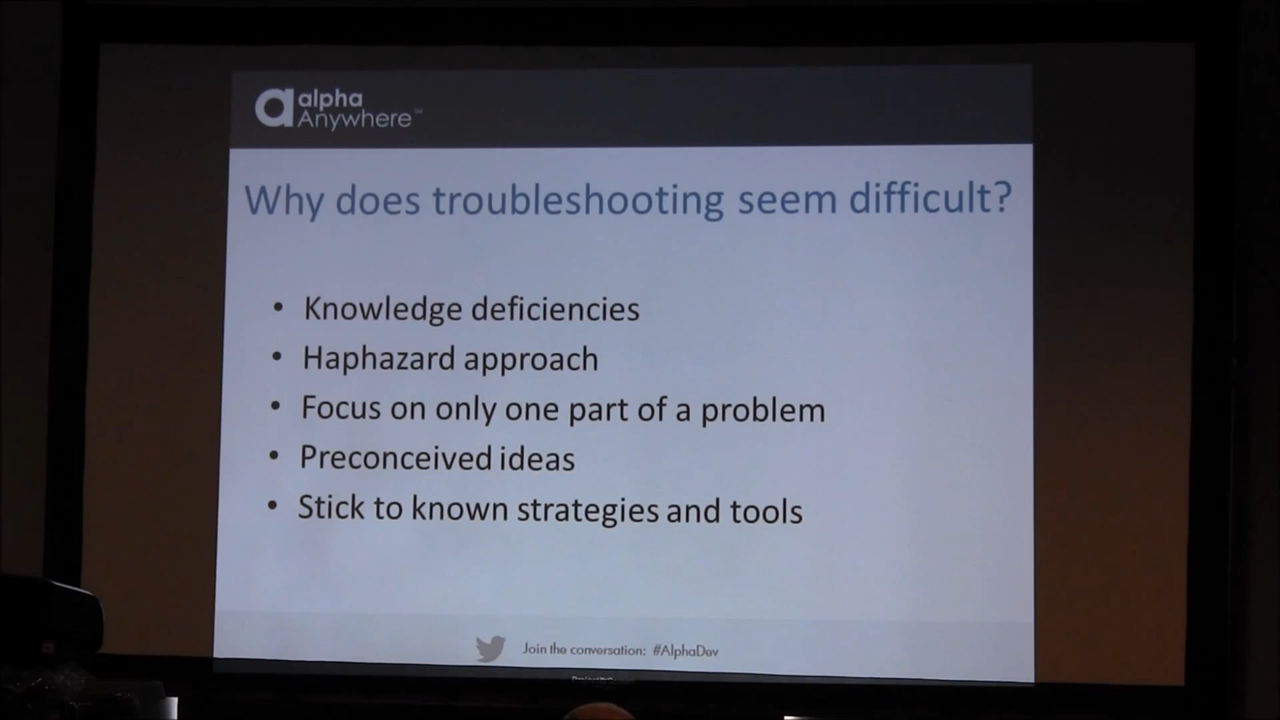 alpha
Anywhere™
Why does troubleshooting seem difficult?
• Knowledge deficiencies
• Haphazard approach
• Focus on only one part of a problem
• Preconceived ideas
• Stick to known strategies and tools
Join the conversation: #AlphaDev